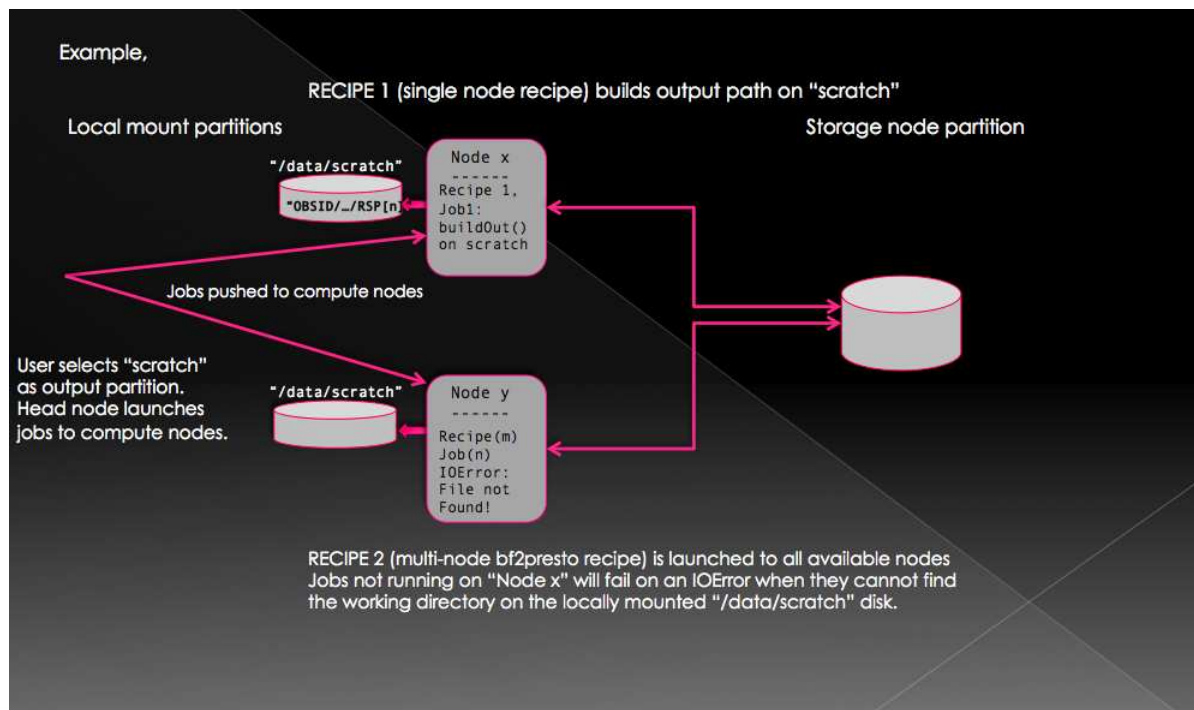 Example,
RECIPE 1 (single node recipe) builds output path on “scratch”
Local mount partitions
Storage node partition
"/data/scratch"
"OBSID/…/RSP[n]
Node x
------
Recipe 1,
Job1:
buildOut()
on scratch
Jobs pushed to compute nodes
User selects “scratch”
as output partition.
Head node launches
jobs to compute nodes.
"/data/scratch"
Node y
------
Recipe(m)
Job(n)
IOError:
File not
Found!
RECIPE 2 (multi-node bf2presto recipe) is launched to all available nodes
Jobs not running on “Node x” will fail on an IOError when they cannot find
the working directory on the locally mounted “/data/scratch” disk.